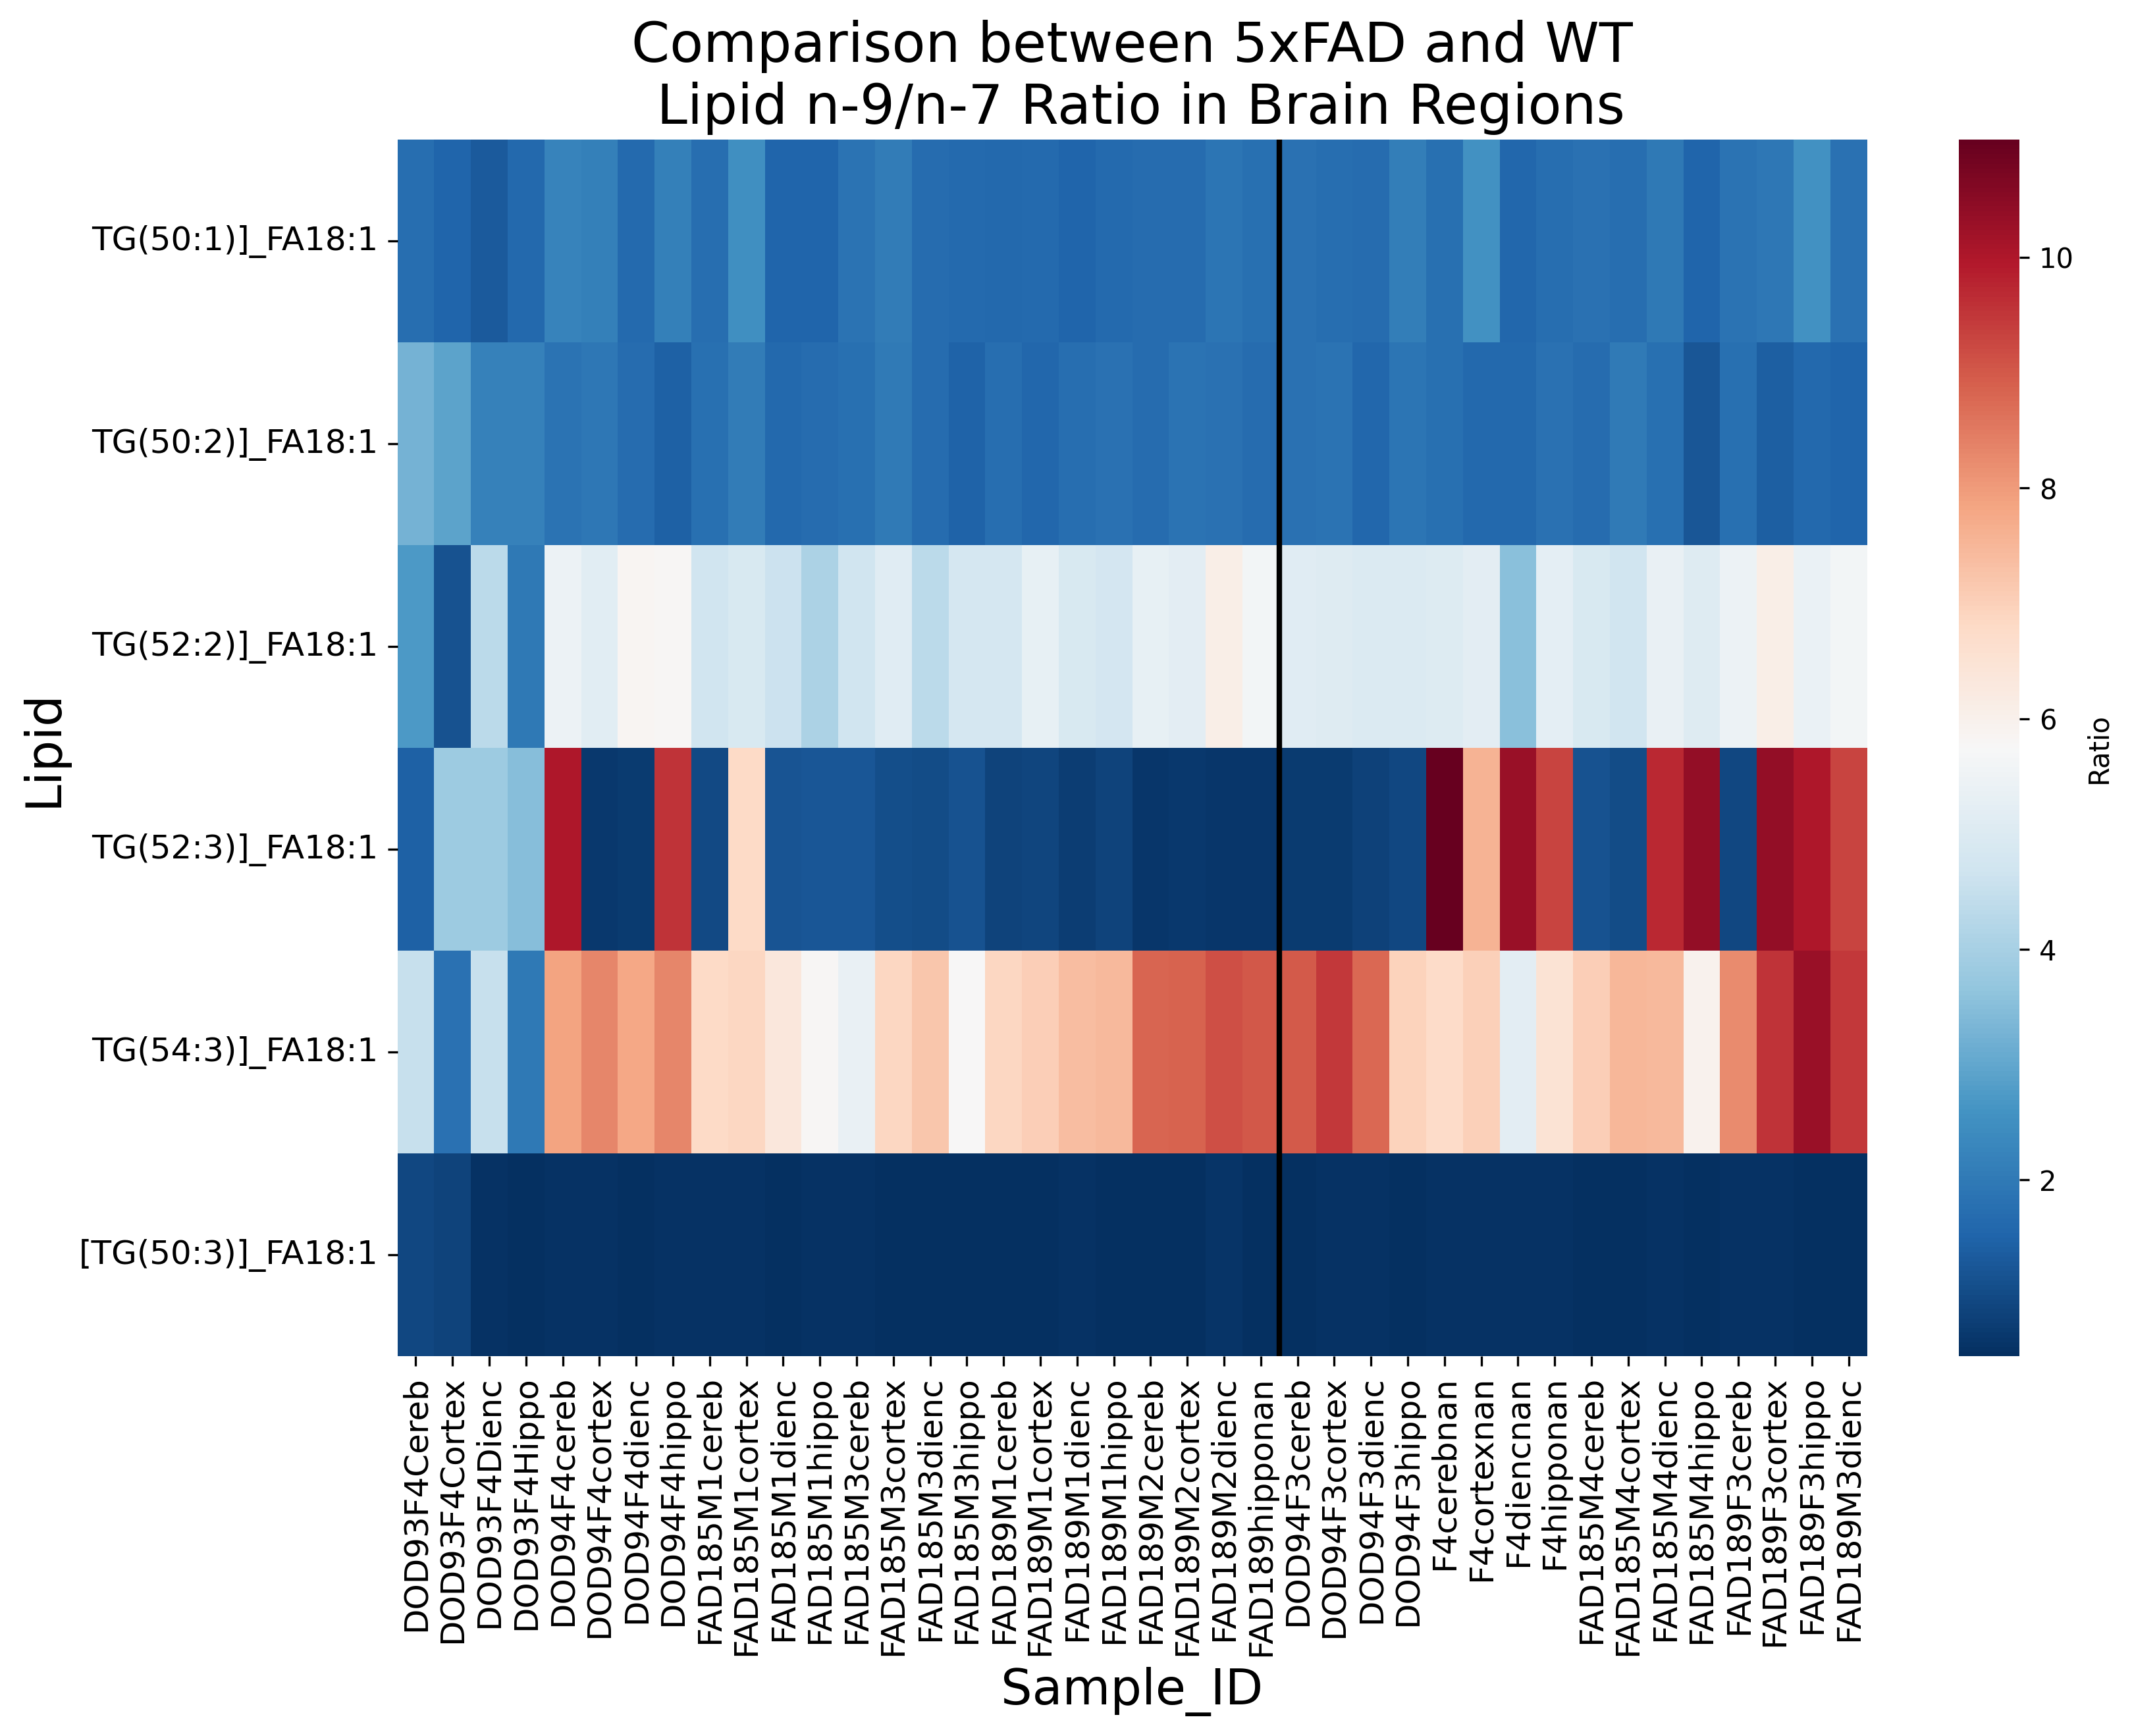 Comparison between 5xFAD and WT
Lipid n-9/n-7 Ratio in Brain Regions
Lipid
TG(50:1)]_FA18:1
TG(50:2)]_FA18:1
TG(52:2)]_FA18:1
TG(52:3)]_FA18:1
TG(54:3)]_FA18:1
[TG(50:3)]_FA18:1
DOD93F4Cereb
DOD93F4Cortex
DOD93F4Dienc
DOD93F4Hippo
DOD94F4cereb
DOD94F4cortex
DOD94F4dienc
DOD94F4hippo
FAD185M1cereb
FAD185M1cortex
FAD185M1dienc
FAD185M1hippo
FAD185M3cereb
FAD185M3cortex
FAD185M3dienc
FAD185M3hippo
FAD189M1cereb
FAD189M1cortex
FAD189M1dienc
FAD189M1hippo
FAD189M2cereb
FAD189M2cortex
FAD189M2dienc
FAD189hipponan
DOD94F3cereb
DOD94F3cortex
DOD94F3dienc
DOD94F3hippo
F4cerebnan
F4cortexnan
F4diencnan
F4hipponan
FAD185M4cereb
FAD185M4cortex
FAD185M4dienc
FAD185M4hippo
FAD189F3cereb
FAD189F3cortex
FAD189F3hippo
FAD189M3dienc
Sample_ID
10
8
6
4
2
Ratio